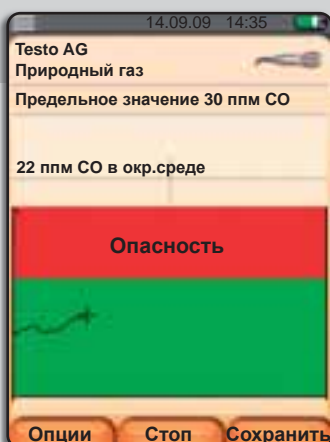 14.09.09 14:35
Testo AG
Природный газ
Предельное значение 30 ппм CO
22 ппм CO в окр.среде
Опасность
Опции Стоп Сохранить